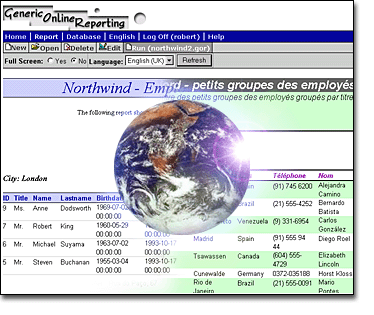 Generic Online
Reporting
Home | Report | Database | English | Log Off (robert) | Help
New Open Delete Edit Run (northwind2.gor)
Full Screen: Yes No Language: English (UK) Refresh
Northwind - Emp
rd - petits groupes des employés
e des petits groupes des employés groupés par titre
The following report sh
City: London
ID Title Name Lastname Birthdat
9 Ms. Anne Dodsworth 1969-07-02 00:00:00
7 Mr. Robert King 1960-05-29 00:00:00
6 Mr. Michael Suyama 1963-07-02 00:00:00 1993-10-17
5 Mr. Steven Buchanan 1955-03-04 00:00:00 1993-10-17 00:00:00
Téléphone Nom
Spain (91) 745 6200 Alejandra Camino
Brazil (21) 555-4252 Bernardo Batista
Venezuela (9) 331-6954 Carlos González
Madrid Spain (91) 555 94 44 Diego Roel
Tsawassen Canada (604) 555-4729 Elizabeth Lincoln
Cunewalde Germany 0372-035188 Horst Kloss
Rio de Janeiro Brazil (21) 555-0091 Mario Pontes